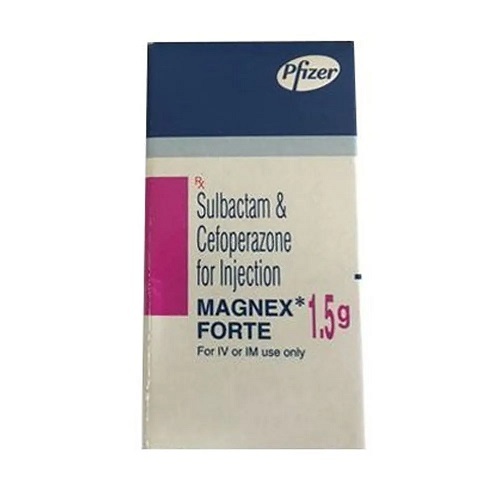 Pfizer
Rx
Sulbactam &
Cefoperazone
for Injection
MAGNEX* 1.5g
FORTE
For IV or IM use only